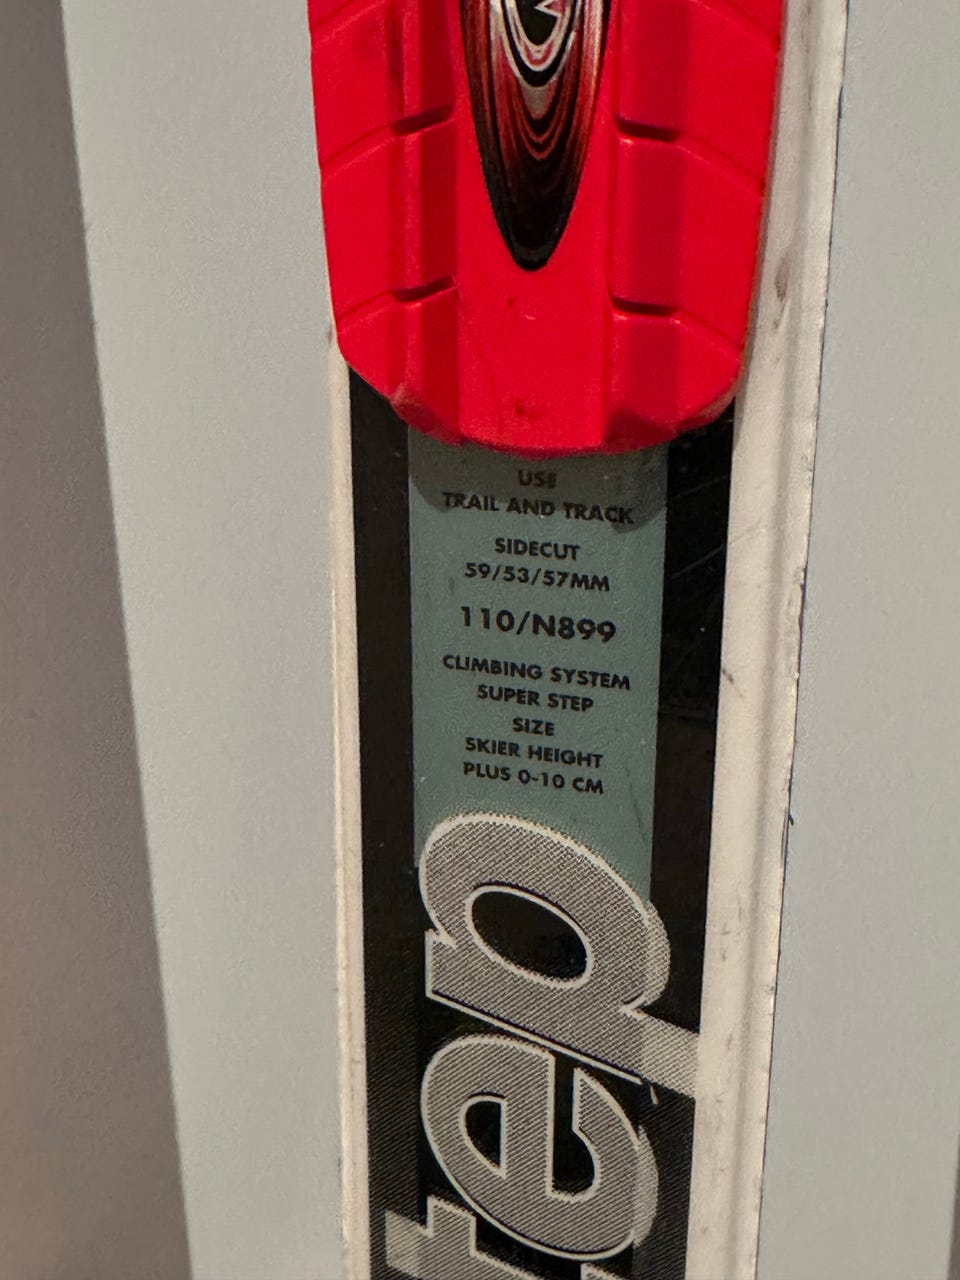 USE
TRAIL AND TRACK
SIDECUT
59/53/57MM
110/N899
CLIMBING SYSTEM
SUPER STEP
SIZE
SKIER HEIGHT
PLUS 0-10 CM
tep